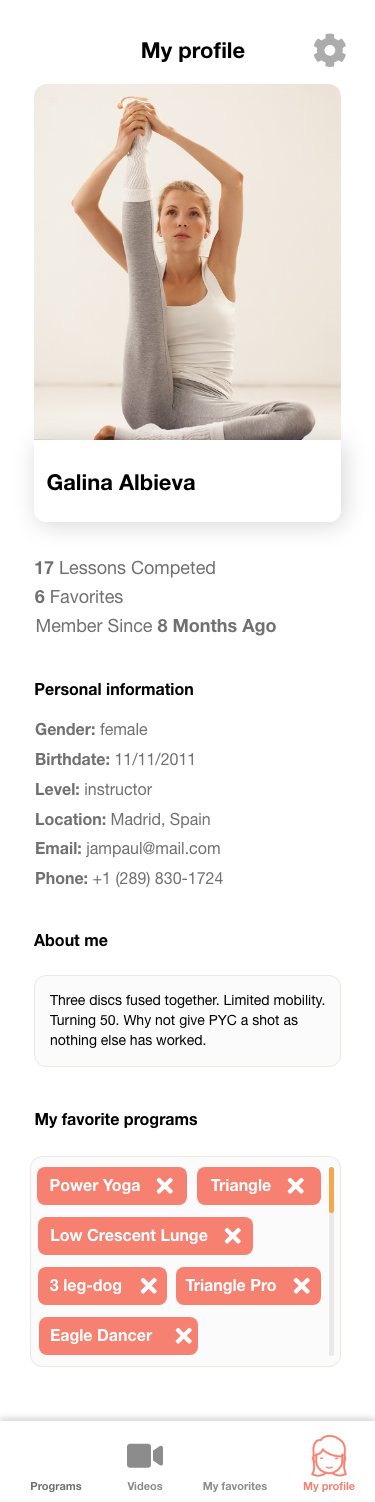 My profile
Galina Albieva
17 Lessons Competed
6 Favorites
Member Since 8 Months Ago
Personal information
Gender: female
Birthdate: 11/11/2011
Level: instructor
Location: Madrid, Spain
Email: jampaul@mail.com
Phone: +1 (289) 830-1724
About me
Three discs fused together. Limited mobility.
Turning 50. Why not give PYC a shot as
nothing else has worked.
My favorite programs
Power Yoga Triangle
Low Crescent Lunge
3 leg-dog Triangle Pro
Eagle Dancer
Programs Videos My favorites My profile